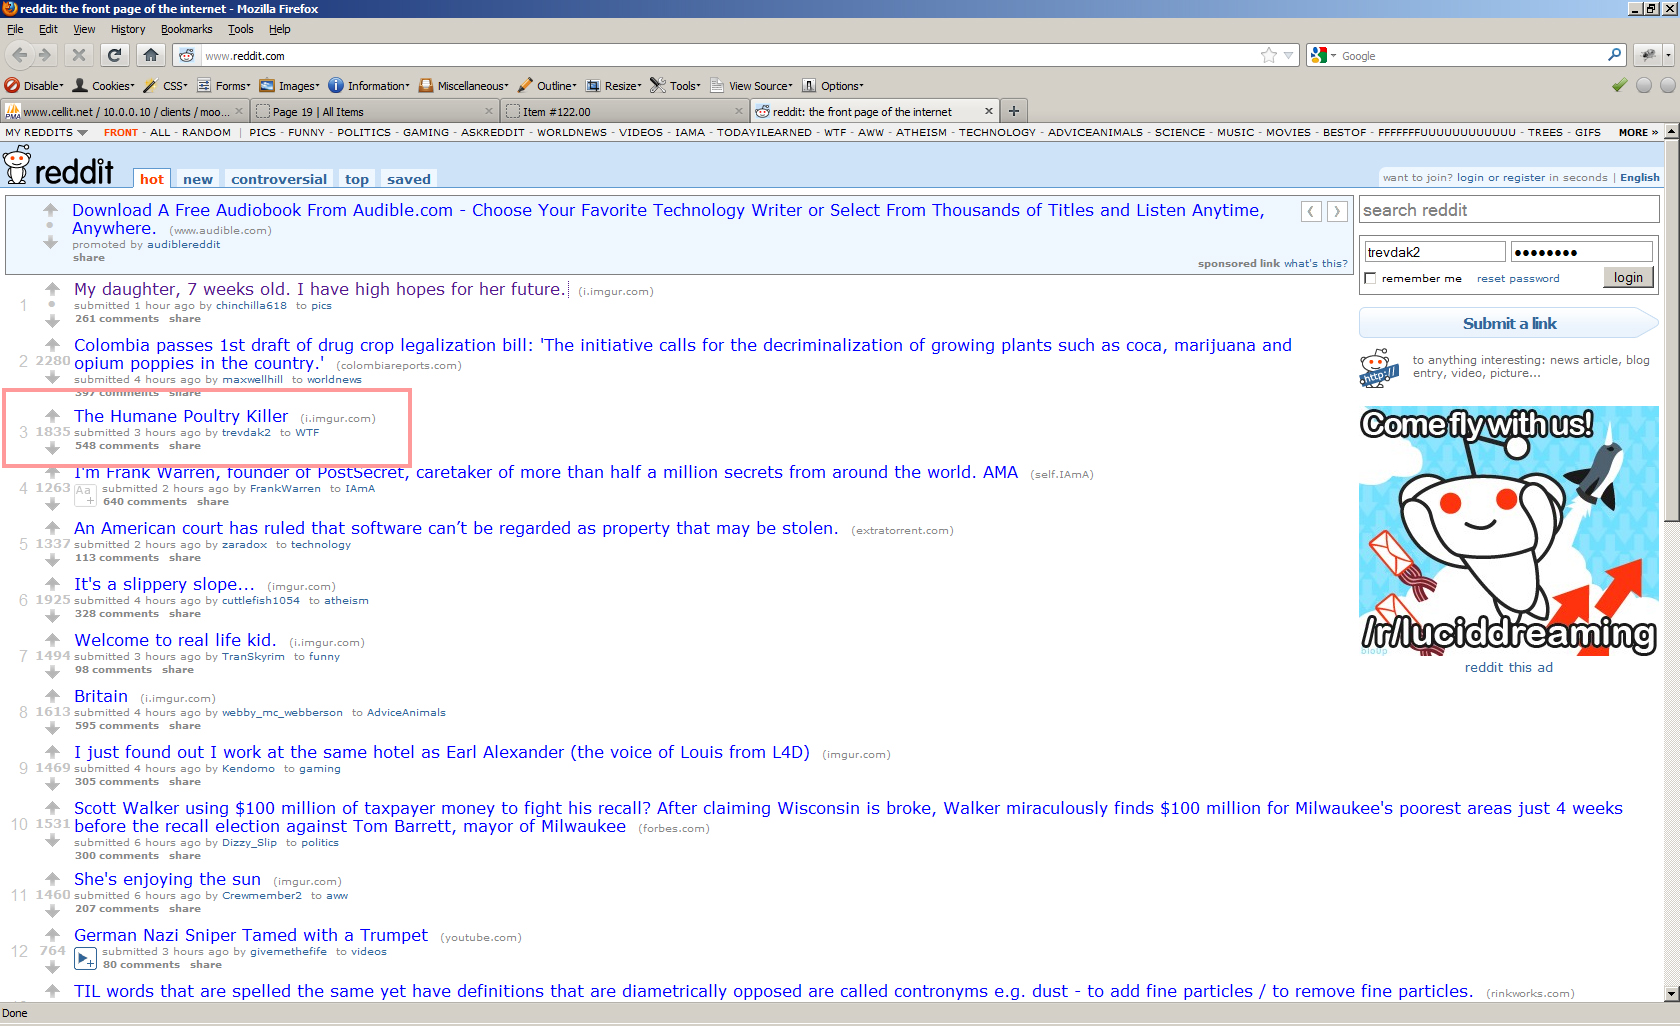 reddit: the front page of the internet - Mozilla Firefox
File Edit View History Bookmarks Tools Help
www.reddit.com
Google
Disable Cookies CSS Forms Images Information Miscellaneous Outline Resize Tools View Source Options
www.cellit.net / 10.0.0.10 / clients / moo... Page 19 | All Items Item #122.00 reddit: the front page of the internet
MY REDDITS FRONT - ALL - RANDOM | PICS - FUNNY - POLITICS - GAMING - ASKREDDIT - WORLDNEWS - VIDEOS - IAMA - TODAYILEARNED - WTF - AWW - ATHEISM - TECHNOLOGY - ADVICEANIMALS - SCIENCE - MUSIC - MOVIES - BESTOF - FFFFFFFUUUUUUUUUUUU - TREES - GIFS MORE »
reddit hot new controversial top saved
want to join? login or register in seconds | English
Download A Free Audiobook From Audible.com - Choose Your Favorite Technology Writer or Select From Thousands of Titles and Listen Anytime,
Anywhere. (www.audible.com)
promoted by audiblereddit
share
sponsored link what's this?
1
My daughter, 7 weeks old. I have high hopes for her future. (i.imgur.com)
submitted 1 hour ago by chinchilla618 to pics
261 comments share
2 2280
Colombia passes 1st draft of drug crop legalization bill: 'The initiative calls for the decriminalization of growing plants such as coca, marijuana and
opium poppies in the country.' (colombiareports.com)
submitted 4 hours ago by maxwellhill to worldnews
397 comments share
3 1835
The Humane Poultry Killer (i.imgur.com)
submitted 3 hours ago by trevdak2 to WTF
548 comments share
4 1263
I'm Frank Warren, founder of PostSecret, caretaker of more than half a million secrets from around the world. AMA (self.IAmA)
Aa
submitted 2 hours ago by FrankWarren to IAmA
640 comments share
5 1337
An American court has ruled that software can’t be regarded as property that may be stolen. (extratorrent.com)
submitted 2 hours ago by zaradox to technology
113 comments share
6 1925
It's a slippery slope... (imgur.com)
submitted 4 hours ago by cuttlefish1054 to atheism
328 comments share
7 1494
Welcome to real life kid. (i.imgur.com)
submitted 3 hours ago by TranSkyrim to funny
98 comments share
8 1613
Britain (i.imgur.com)
submitted 4 hours ago by webby_mc_webberson to AdviceAnimals
595 comments share
9 1469
I just found out I work at the same hotel as Earl Alexander (the voice of Louis from L4D) (imgur.com)
submitted 4 hours ago by Kendomo to gaming
305 comments share
10 1531
Scott Walker using $100 million of taxpayer money to fight his recall? After claiming Wisconsin is broke, Walker miraculously finds $100 million for Milwaukee's poorest areas just 4 weeks
before the recall election against Tom Barrett, mayor of Milwaukee (forbes.com)
submitted 6 hours ago by Dizzy_Slip to politics
300 comments share
11 1460
She's enjoying the sun (imgur.com)
submitted 6 hours ago by Crewmember2 to aww
207 comments share
12 764
German Nazi Sniper Tamed with a Trumpet (youtube.com)
submitted 3 hours ago by givemethefife to videos
80 comments share
TIL words that are spelled the same yet have definitions that are diametrically opposed are called contronyms e.g. dust - to add fine particles / to remove fine particles. (rinkworks.com)
search reddit
trevdak2 ••••••••
remember me reset password login
Submit a link
http://
to anything interesting: news article, blog
entry, video, picture...
Come fly with us!
/r/luciddreaming
reddit this ad
Done